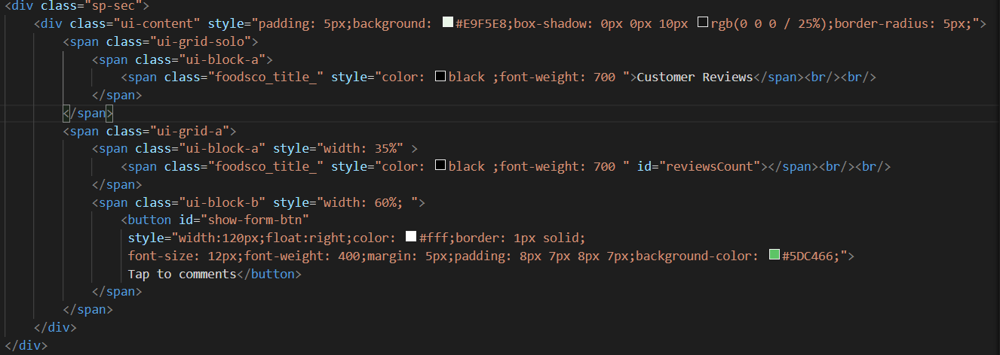 <div class="sp-sec">
<div class="ui-content" style="padding: 5px;background: #E9F5E8;box-shadow: 0px 0px 10px rgb(0 0 0 / 25%);border-radius: 5px;">
<span class="ui-grid-solo">
<span class="ui-block-a">
<span class="foodsco_title_" style="color: black ;font-weight: 700 ">Customer Reviews</span><br/><br/>
</span>
</span>
<span class="ui-grid-a">
<span class="ui-block-a" style="width: 35%" >
<span class="foodsco_title_" style="color: black ;font-weight: 700 " id="reviewsCount"></span><br/><br/>
</span>
<span class="ui-block-b" style="width: 60%; ">
<button id="show-form-btn"
style="width:120px;float:right;color: #fff;border: 1px solid;
font-size: 12px;font-weight: 400;margin: 5px;padding: 8px 7px 8px 7px;background-color: #5DC466;">
Tap to comments</button>
</span>
</span>
</div>
</div>